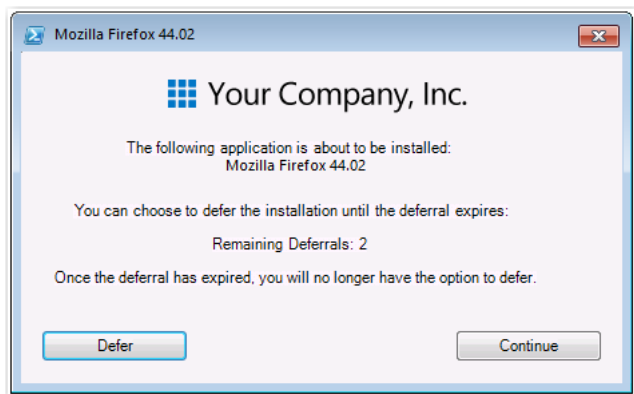 Mozilla Firefox 44.02
Your Company, Inc.
The following application is about to be installed:
Mozilla Firefox 44.02
You can choose to defer the installation until the deferral expires:
Remaining Deferrals: 2
Once the deferral has expired, you will no longer have the option to defer.
Defer
Continue